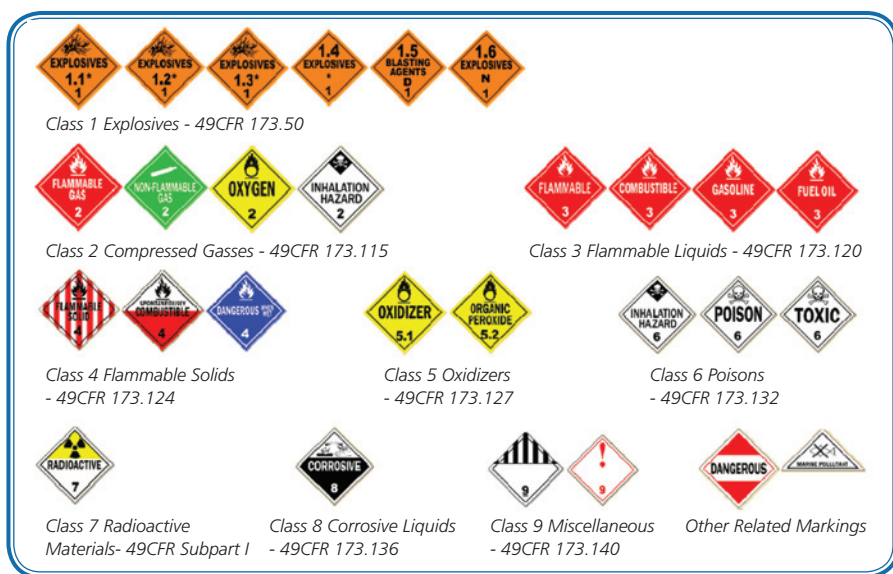 EXPLOSIVES 1.1* 1
EXPLOSIVES 1.2* 1
EXPLOSIVES 1.3* 1
1.4 EXPLOSIVES * 1
1.5 BLASTING AGENTS D 1
1.6 EXPLOSIVES N 1
Class 1 Explosives - 49CFR 173.50
FLAMMABLE GAS 2
NON-FLAMMABLE GAS 2
OXYGEN 2
INHALATION HAZARD 2
FLAMMABLE 3
COMBUSTIBLE 3
GASOLINE 3
FUEL OIL 3
Class 2 Compressed Gasses - 49CFR 173.115
Class 3 Flammable Liquids - 49CFR 173.120
FLAMMABLE SOLID 4
SPONTANEOUSLY COMBUSTIBLE 4
DANGEROUS WHEN WET 4
OXIDIZER 5.1
ORGANIC PEROXIDE 5.2
INHALATION HAZARD 6
POISON 6
TOXIC 6
Class 4 Flammable Solids
- 49CFR 173.124
Class 5 Oxidizers
- 49CFR 173.127
Class 6 Poisons
- 49CFR 173.132
RADIOACTIVE 7
CORROSIVE 8
9
! 9
DANGEROUS
MARINE POLLUTANT
Class 7 Radioactive
Materials- 49CFR Subpart I
Class 8 Corrosive Liquids
- 49CFR 173.136
Class 9 Miscellaneous
- 49CFR 173.140
Other Related Markings